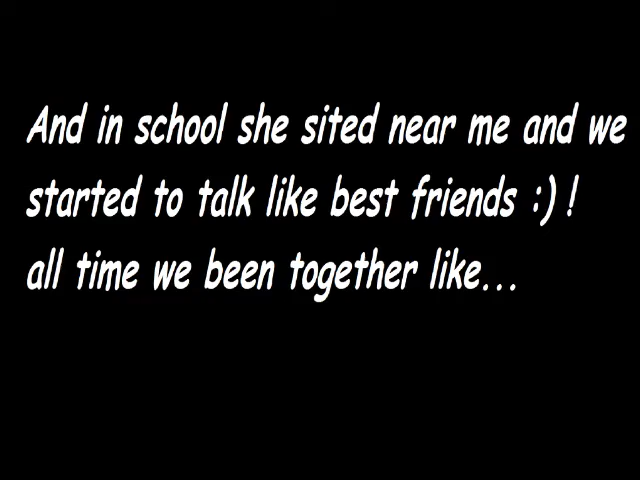 And in school she sited near me and we
started to talk like best friends :) !
all time we been together like...